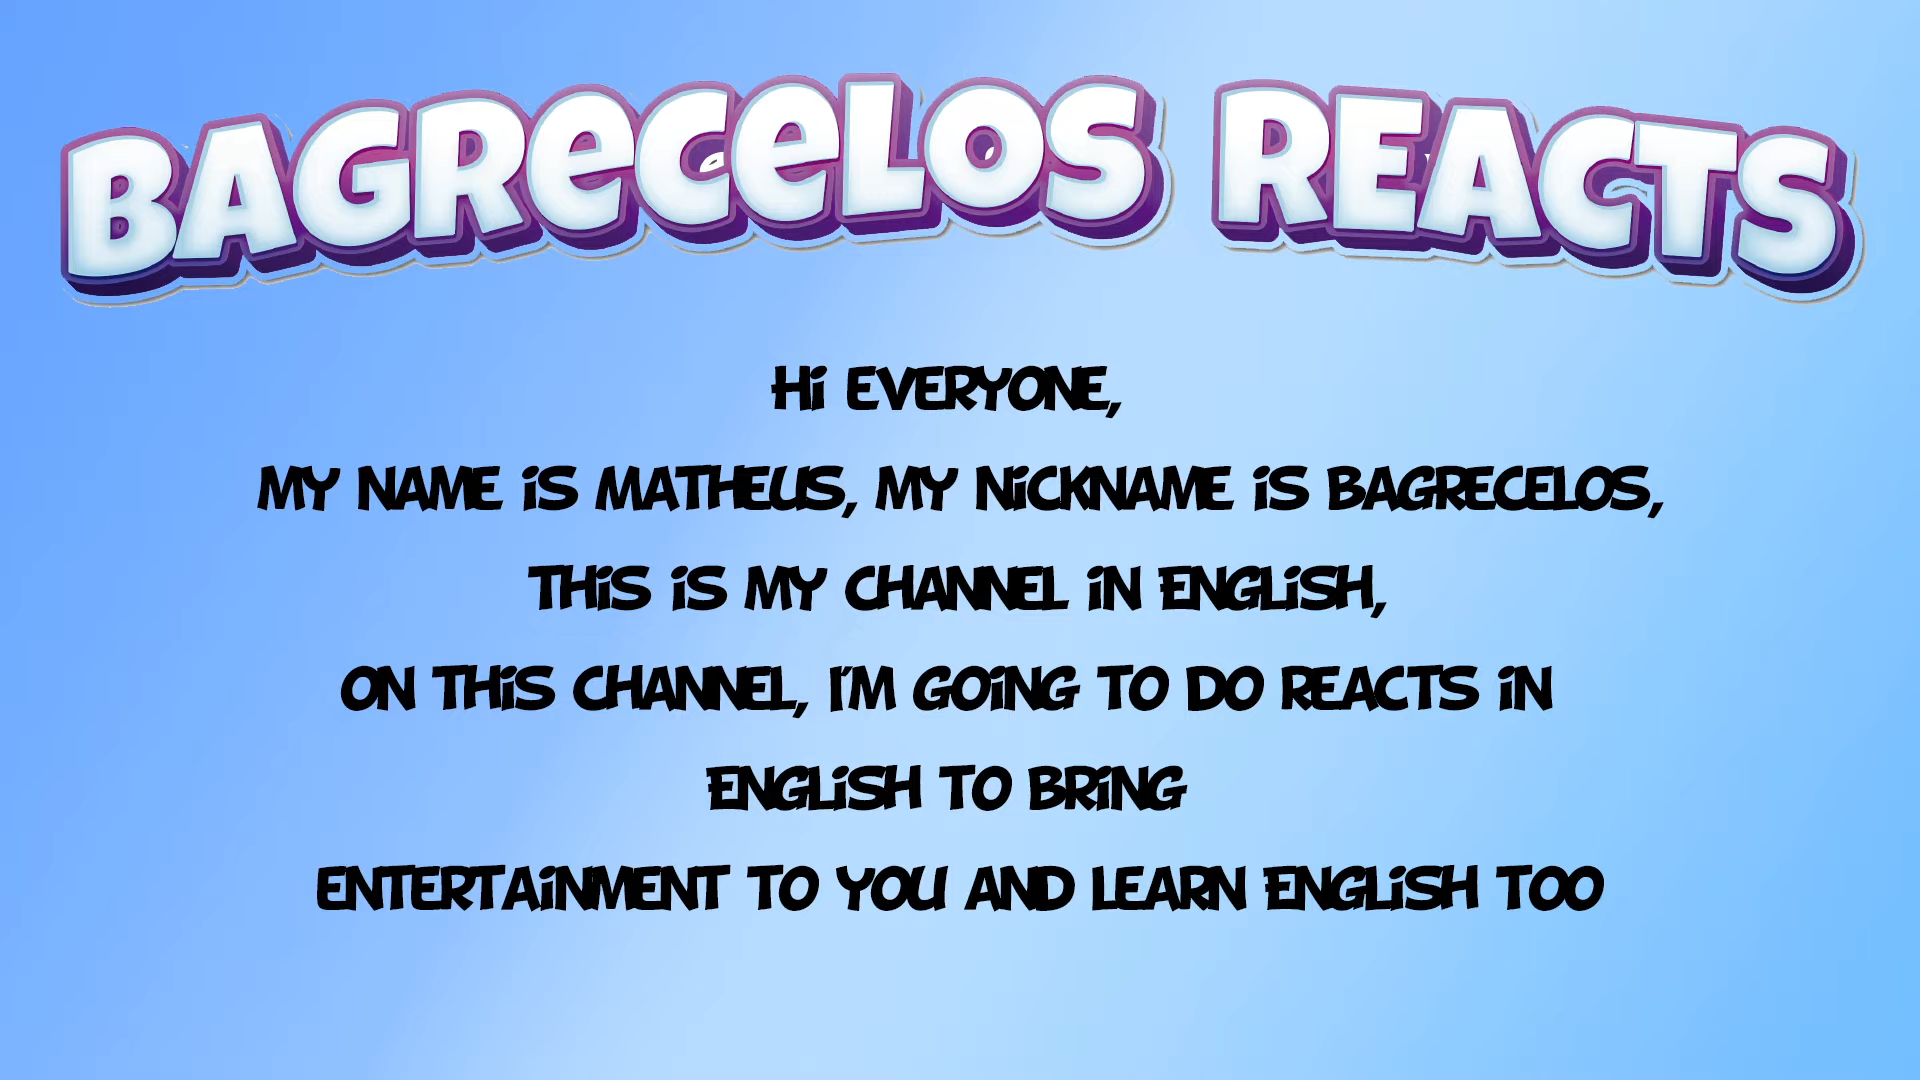 BAGReCeLOS REACTS
Hi EVERYONE,
MY NAME iS MATHEUS, MY NiCKNAME iS BAGRECELOS,
THiS iS MY CHANNEL iN ENGLiSH,
ON THiS CHANNEL, I'M GOiNG TO DO REACTS iN
ENGLiSH TO BRiNG
ENTERTAiNMENT TO YOU AND LEARN ENGLiSH TOO